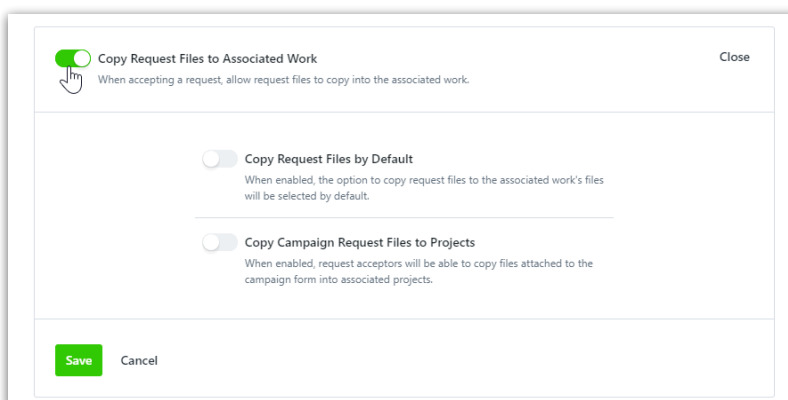 Copy Request Files to Associated Work
Close
When accepting a request, allow request files to copy into the associated work.
Copy Request Files by Default
When enabled, the option to copy request files to the associated work's files
will be selected by default.
Copy Campaign Request Files to Projects
When enabled, request acceptors will be able to copy files attached to the
campaign form into associated projects.
Save
Cancel